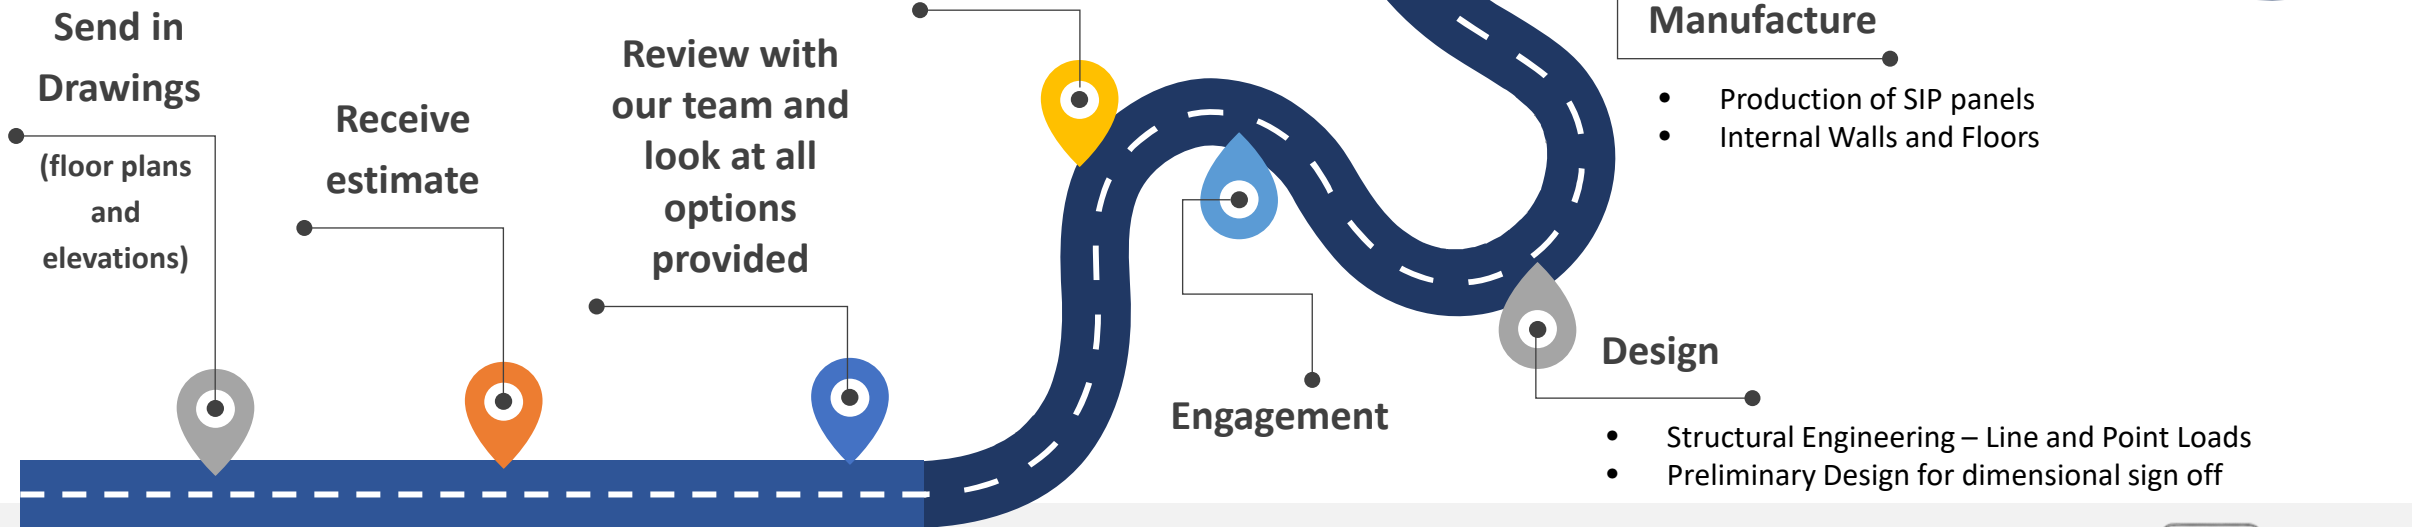 Send in
Drawings
(floor plans
and
elevations)
Receive
estimate
Review with
our team and
look at all
options
provided
Engagement
Design
• Structural Engineering – Line and Point Loads
• Preliminary Design for dimensional sign off
Manufacture
• Production of SIP panels
• Internal Walls and Floors